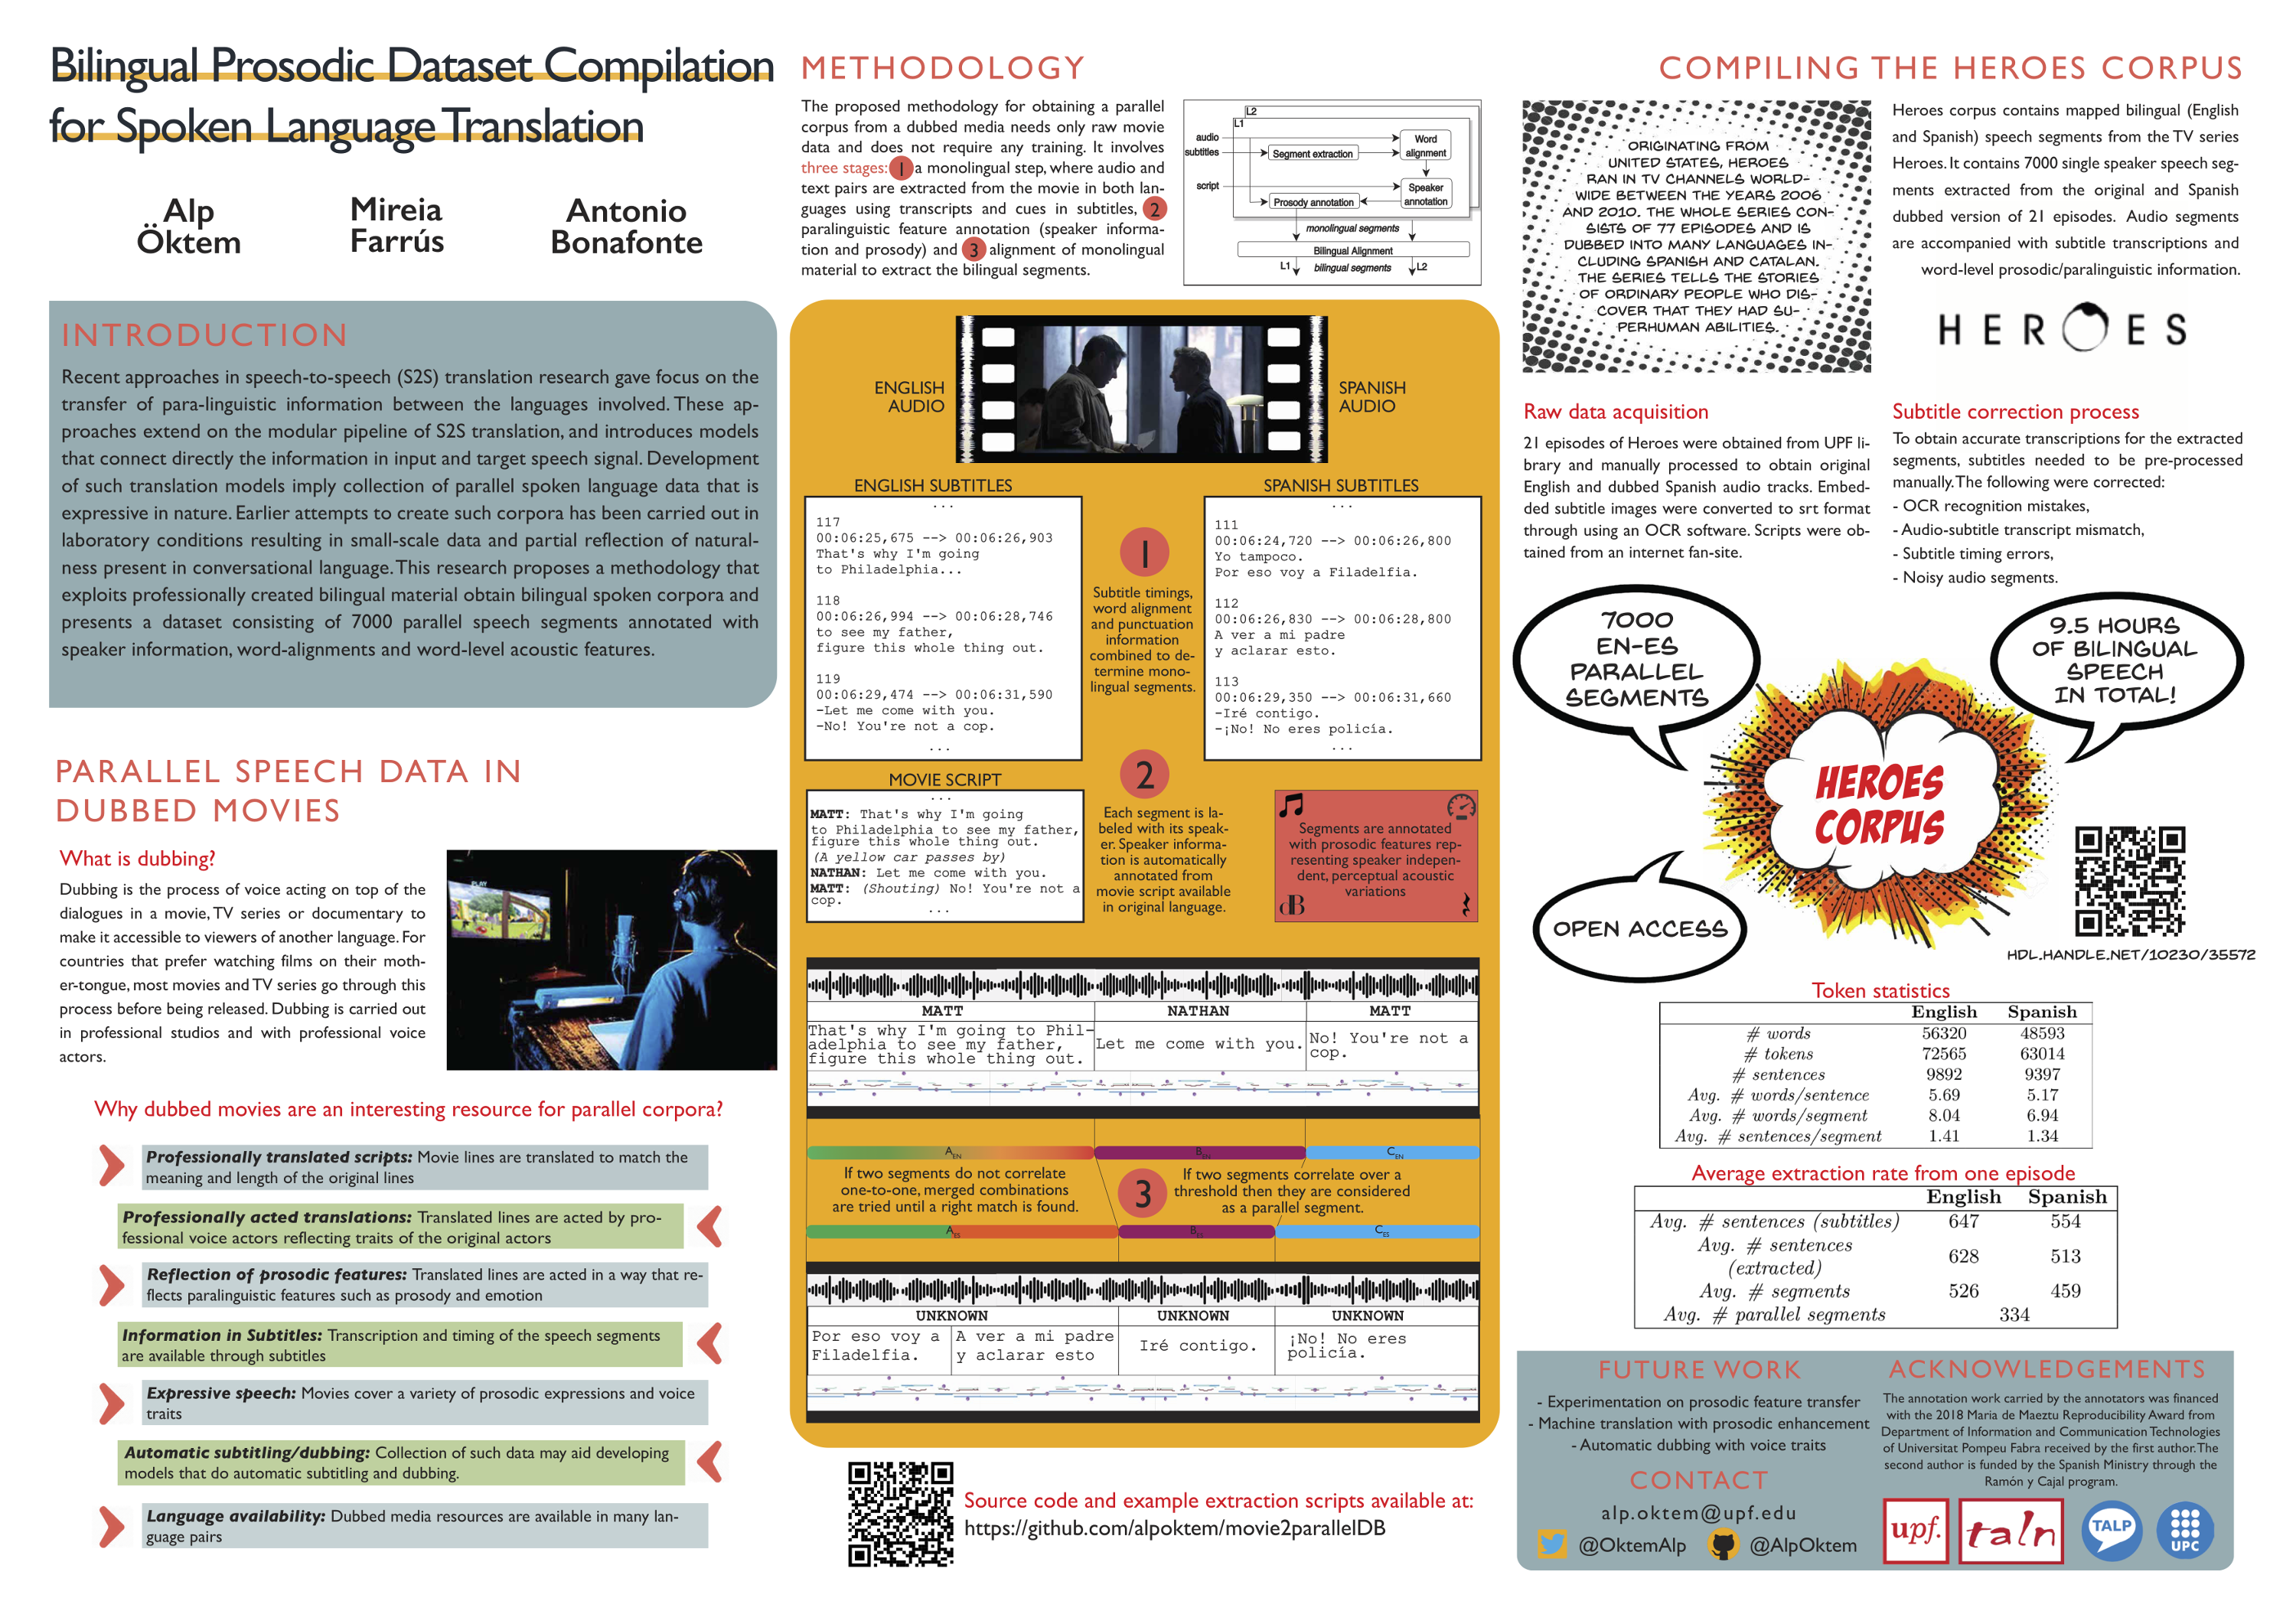 Bilingual Prosodic Dataset Compilation
for Spoken Language Translation
Alp
Öktem
Mireia
Farrús
Antonio
Bonafonte
INTRODUCTION
Recent approaches in speech-to-speech (S2S) translation research gave focus on the
transfer of para-linguistic information between the languages involved. These ap-
proaches extend on the modular pipeline of S2S translation, and introduces models
that connect directly the information in input and target speech signal. Development
of such translation models imply collection of parallel spoken language data that is
expressive in nature. Earlier attempts to create such corpora has been carried out in
laboratory conditions resulting in small-scale data and partial reflection of natural-
ness present in conversational language. This research proposes a methodology that
exploits professionally created bilingual material obtain bilingual spoken corpora and
presents a dataset consisting of 7000 parallel speech segments annotated with
speaker information, word-alignments and word-level acoustic features.
PARALLEL SPEECH DATA IN
DUBBED MOVIES
What is dubbing?
Dubbing is the process of voice acting on top of the
dialogues in a movie, TV series or documentary to
make it accessible to viewers of another language. For
countries that prefer watching films on their moth-
er-tongue, most movies and TV series go through this
process before being released. Dubbing is carried out
in professional studios and with professional voice
actors.
PLAY
Why dubbed movies are an interesting resource for parallel corpora?
Professionally translated scripts: Movie lines are translated to match the
meaning and length of the original lines
Professionally acted translations: Translated lines are acted by pro-
fessional voice actors reflecting traits of the original actors
Reflection of prosodic features: Translated lines are acted in a way that re-
flects paralinguistic features such as prosody and emotion
Information in Subtitles: Transcription and timing of the speech segments
are available through subtitles
Expressive speech: Movies cover a variety of prosodic expressions and voice
traits
Automatic subtitling/dubbing: Collection of such data may aid developing
models that do automatic subtitling and dubbing.
Language availability: Dubbed media resources are available in many lan-
guage pairs
METHODOLOGY
The proposed methodology for obtaining a parallel
corpus from a dubbed media needs only raw movie
data and does not require any training. It involves
three stages: 1 a monolingual step, where audio and
text pairs are extracted from the movie in both lan-
guages using transcripts and cues in subtitles, 2
paralinguistic feature annotation (speaker informa-
tion and prosody) and 3 alignment of monolingual
material to extract the bilingual segments.
L2
L1
audio
subtitles
script
Segment extraction
Word
alignment
Speaker
annotation
Prosody annotation
monolingual segments
Bilingual Alignment
L1
bilingual segments
L2
ENGLISH
AUDIO
SPANISH
AUDIO
ENGLISH SUBTITLES
...
117
00:06:25,675 --> 00:06:26,903
That's why I'm going
to Philadelphia...
118
00:06:26,994 --> 00:06:28,746
to see my father,
figure this whole thing out.
119
00:06:29,474 --> 00:06:31,590
-Let me come with you.
-No! You're not a cop.
...
1
Subtitle timings,
word alignment
and punctuation
information
combined to de-
termine mono-
lingual segments.
SPANISH SUBTITLES
...
111
00:06:24,720 --> 00:06:26,800
Yo tampoco.
Por eso voy a Filadelfia.
112
00:06:26,830 --> 00:06:28,800
A ver a mi padre
y aclarar esto.
113
00:06:29,350 --> 00:06:31,660
-Iré contigo.
-¡No! No eres policía.
...
MOVIE SCRIPT
...
MATT: That's why I'm going
to Philadelphia to see my father,
figure this whole thing out.
(A yellow car passes by)
NATHAN: Let me come with you.
MATT: (Shouting) No! You're not a
cop.
...
2
Each segment is la-
beled with its speak-
er. Speaker informa-
tion is automatically
annotated from
movie script available
in original language.
Segments are annotated
with prosodic features rep-
resenting speaker indepen-
dent, perceptual acoustic
variations
dB
MATT
NATHAN
MATT
That's why I'm going to Phil-
adelphia to see my father,
figure this whole thing out.
Let me come with you.
No! You're not a
cop.
A EN
B EN
C EN
If two segments do not correlate
one-to-one, merged combinations
are tried until a right match is found.
3
If two segments correlate over a
threshold then they are considered
as a parallel segment.
A ES
B ES
C ES
UNKNOWN
UNKNOWN
UNKNOWN
Por eso voy a
Filadelfia.
A ver a mi padre
y aclarar esto
Iré contigo.
¡No! No eres
policía.
Source code and example extraction scripts available at:
https://github.com/alpoktem/movie2parallelDB
COMPILING THE HEROES CORPUS
ORIGINATING FROM
UNITED STATES, HEROES
RAN IN TV CHANNELS WORLD-
WIDE BETWEEN THE YEARS 2006
AND 2010. THE WHOLE SERIES CON-
SISTS OF 77 EPISODES AND IS
DUBBED INTO MANY LANGUAGES IN-
CLUDING SPANISH AND CATALAN.
THE SERIES TELLS THE STORIES
OF ORDINARY PEOPLE WHO DIS-
COVER THAT THEY HAD SU-
PERHUMAN ABILITIES.
Heroes corpus contains mapped bilingual (English
and Spanish) speech segments from the TV series
Heroes. It contains 7000 single speaker speech seg-
ments extracted from the original and Spanish
dubbed version of 21 episodes. Audio segments
are accompanied with subtitle transcriptions and
word-level prosodic/paralinguistic information.
HEROES
Raw data acquisition
21 episodes of Heroes were obtained from UPF li-
brary and manually processed to obtain original
English and dubbed Spanish audio tracks. Embed-
ded subtitle images were converted to srt format
through using an OCR software. Scripts were ob-
tained from an internet fan-site.
Subtitle correction process
To obtain accurate transcriptions for the extracted
segments, subtitles needed to be pre-processed
manually. The following were corrected:
- OCR recognition mistakes,
- Audio-subtitle transcript mismatch,
- Subtitle timing errors,
- Noisy audio segments.
7000
EN-ES
PARALLEL
SEGMENTS
9.5 HOURS
OF BILINGUAL
SPEECH
IN TOTAL!
HEROES
CORPUS
OPEN ACCESS
HDL.HANDLE.NET/10230/35572
Token statistics
English Spanish
# words 56320 48593
# tokens 72565 63014
# sentences 9892 9397
Avg. # words/sentence 5.69 5.17
Avg. # words/segment 8.04 6.94
Avg. # sentences/segment 1.41 1.34
Average extraction rate from one episode
English Spanish
Avg. # sentences (subtitles) 647 554
Avg. # sentences
(extracted) 628 513
Avg. # segments 526 459
Avg. # parallel segments 334
FUTURE WORK
- Experimentation on prosodic feature transfer
- Machine translation with prosodic enhancement
- Automatic dubbing with voice traits
CONTACT
alp.oktem@upf.edu
@OktemAlp @AlpOktem
ACKNOWLEDGEMENTS
The annotation work carried by the annotators was financed
with the 2018 Maria de Maeztu Reproducibility Award from
Department of Information and Communication Technologies
of Universitat Pompeu Fabra received by the first author. The
second author is funded by the Spanish Ministry through the
Ramón y Cajal program.
upf.
taln
TALP
UPC